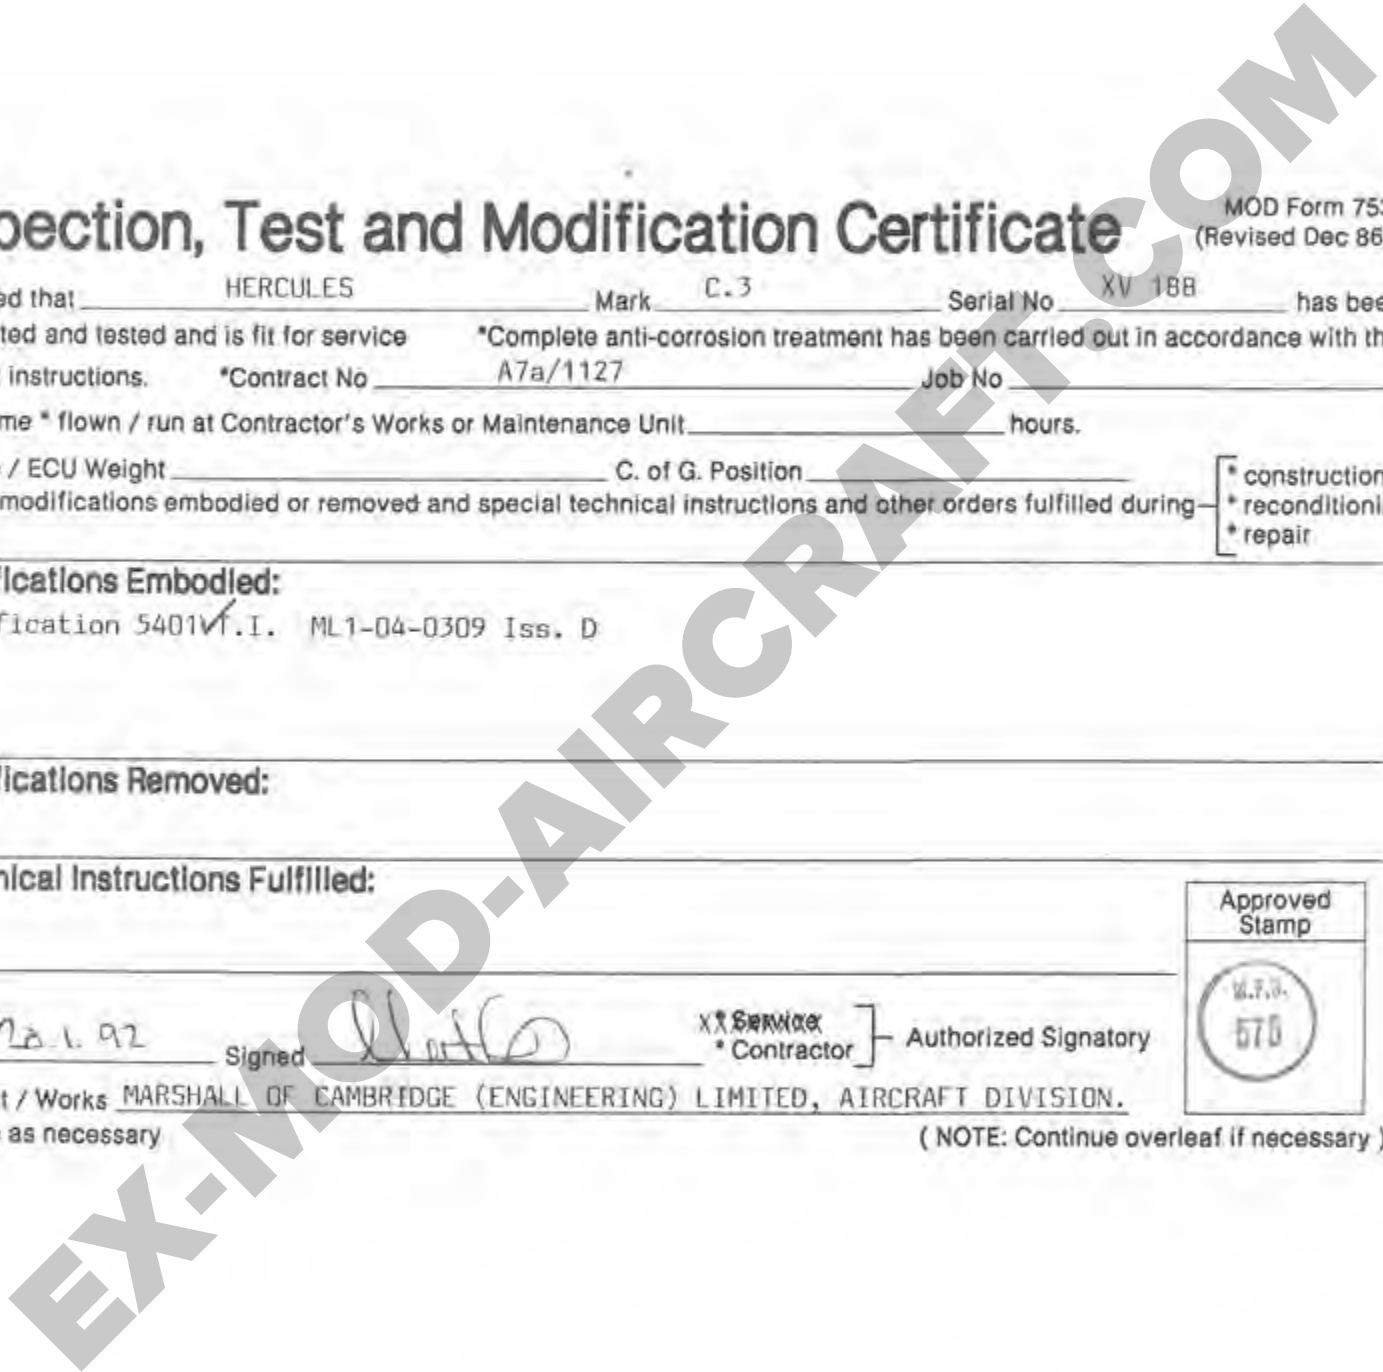 pection, Test and Modification Certificate
MOD Form 753
(Revised Dec 86
ed that HERCULES Mark C.3 Serial No XV 188 has bee
ted and tested and is fit for service *Complete anti-corrosion treatment has been carried out in accordance with th
instructions. *Contract No A7a/1127 Job No
me * flown / run at Contractor's Works or Maintenance Unit hours.
/ ECU Weight C. of G. Position
* construction
modifications embodied or removed and special technical instructions and other orders fulfilled during
* reconditioni
* repair
fications Embodied:
fication 5401 T.I. ML1-04-0309 Iss. D
fications Removed:
nical Instructions Fulfilled:
Approved
Stamp
575
92 Signed
* Service
* Contractor
Authorized Signatory
t / Works MARSHALL OF CAMBRIDGE (ENGINEERING) LIMITED, AIRCRAFT DIVISION.
as necessary
( NOTE: Continue overleaf if necessary )
EX-MOD-AIRCRAFT.COM